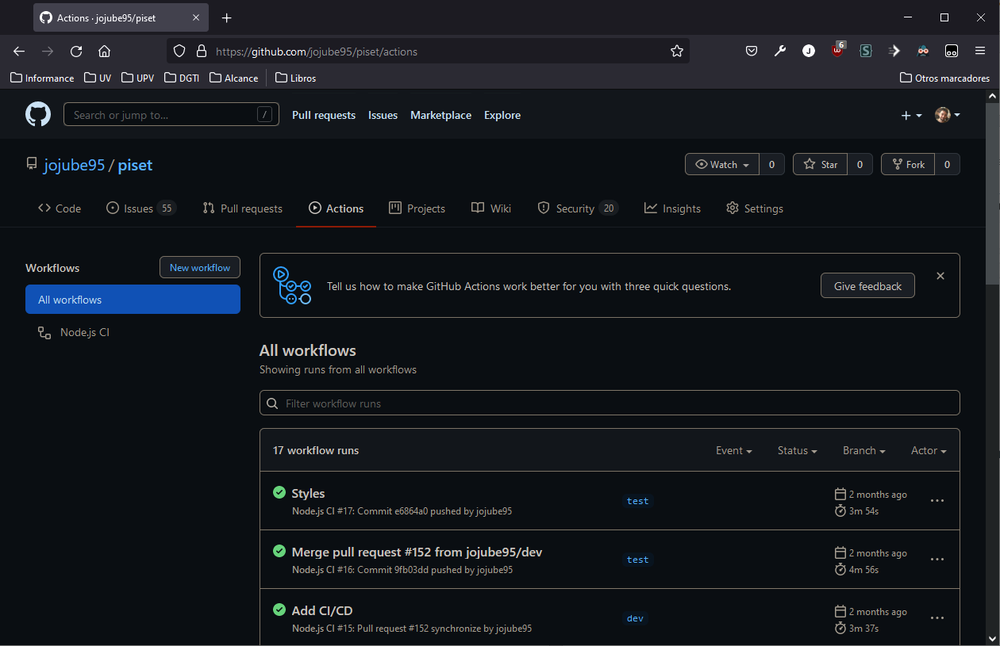 Actions · jojube95/piset
https://github.com/jojube95/piset/actions
J
6
S
Informance UV UPV DGTI Alcance Libros Otros marcadores
Search or jump to... / Pull requests Issues Marketplace Explore
jojube95 / piset Watch 0 Star 0 Fork 0
Code Issues 55 Pull requests Actions Projects Wiki Security 20 Insights Settings
Workflows New workflow
All workflows
Node.js CI
Tell us how to make GitHub Actions work better for you with three quick questions. Give feedback
All workflows
Showing runs from all workflows
Filter workflow runs
17 workflow runs Event Status Branch Actor
Styles
Node.js CI #17: Commit e6864a0 pushed by jojube95
test
2 months ago
3m 54s
Merge pull request #152 from jojube95/dev
Node.js CI #16: Commit 9fb03dd pushed by jojube95
test
2 months ago
4m 56s
Add CI/CD
Node.js CI #15: Pull request #152 synchronize by jojube95
dev
2 months ago
3m 37s